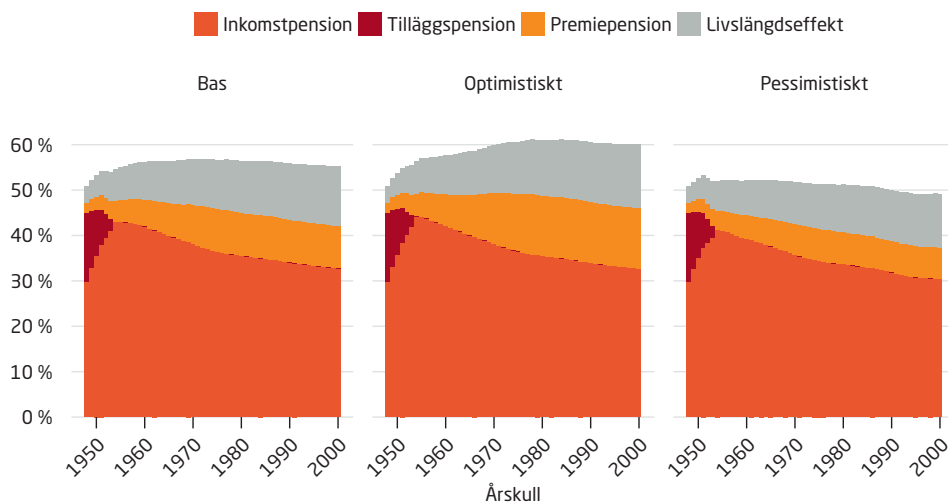 Inkomstpension Tilläggspension Premiepension Livslängdseffekt
Bas Optimistiskt Pessimistiskt
60 %
50 %
40 %
30 %
20 %
10 %
0 %
1950 1960 1970 1980 1990 2000 1950 1960 1970 1980 1990 2000 1950 1960 1970 1980 1990 2000
Årskull